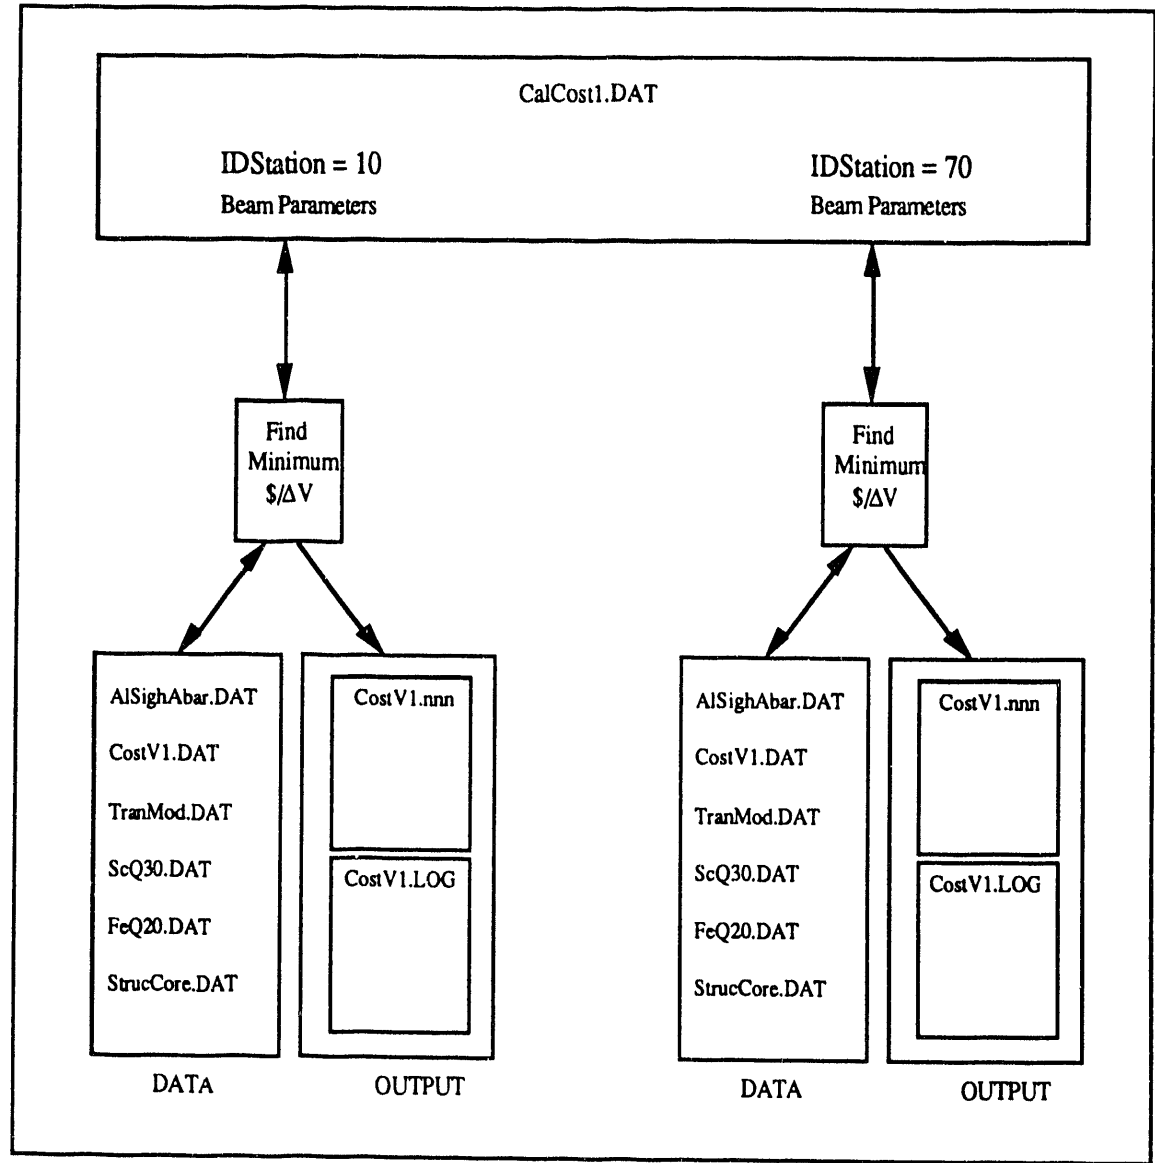 CalCost1.DAT
IDStation = 10
Beam Parameters
IDStation = 70
Beam Parameters
Find
Minimum
$/ΔV
Find
Minimum
$/ΔV
AlSighAbar.DAT
CostV1.DAT
TranMod.DAT
ScQ30.DAT
FeQ20.DAT
StrucCore.DAT
CostV1.nnn
CostV1.LOG
DATA
OUTPUT
AlSighAbar.DAT
CostV1.DAT
TranMod.DAT
ScQ30.DAT
FeQ20.DAT
StrucCore.DAT
CostV1.nnn
CostV1.LOG
DATA
OUTPUT